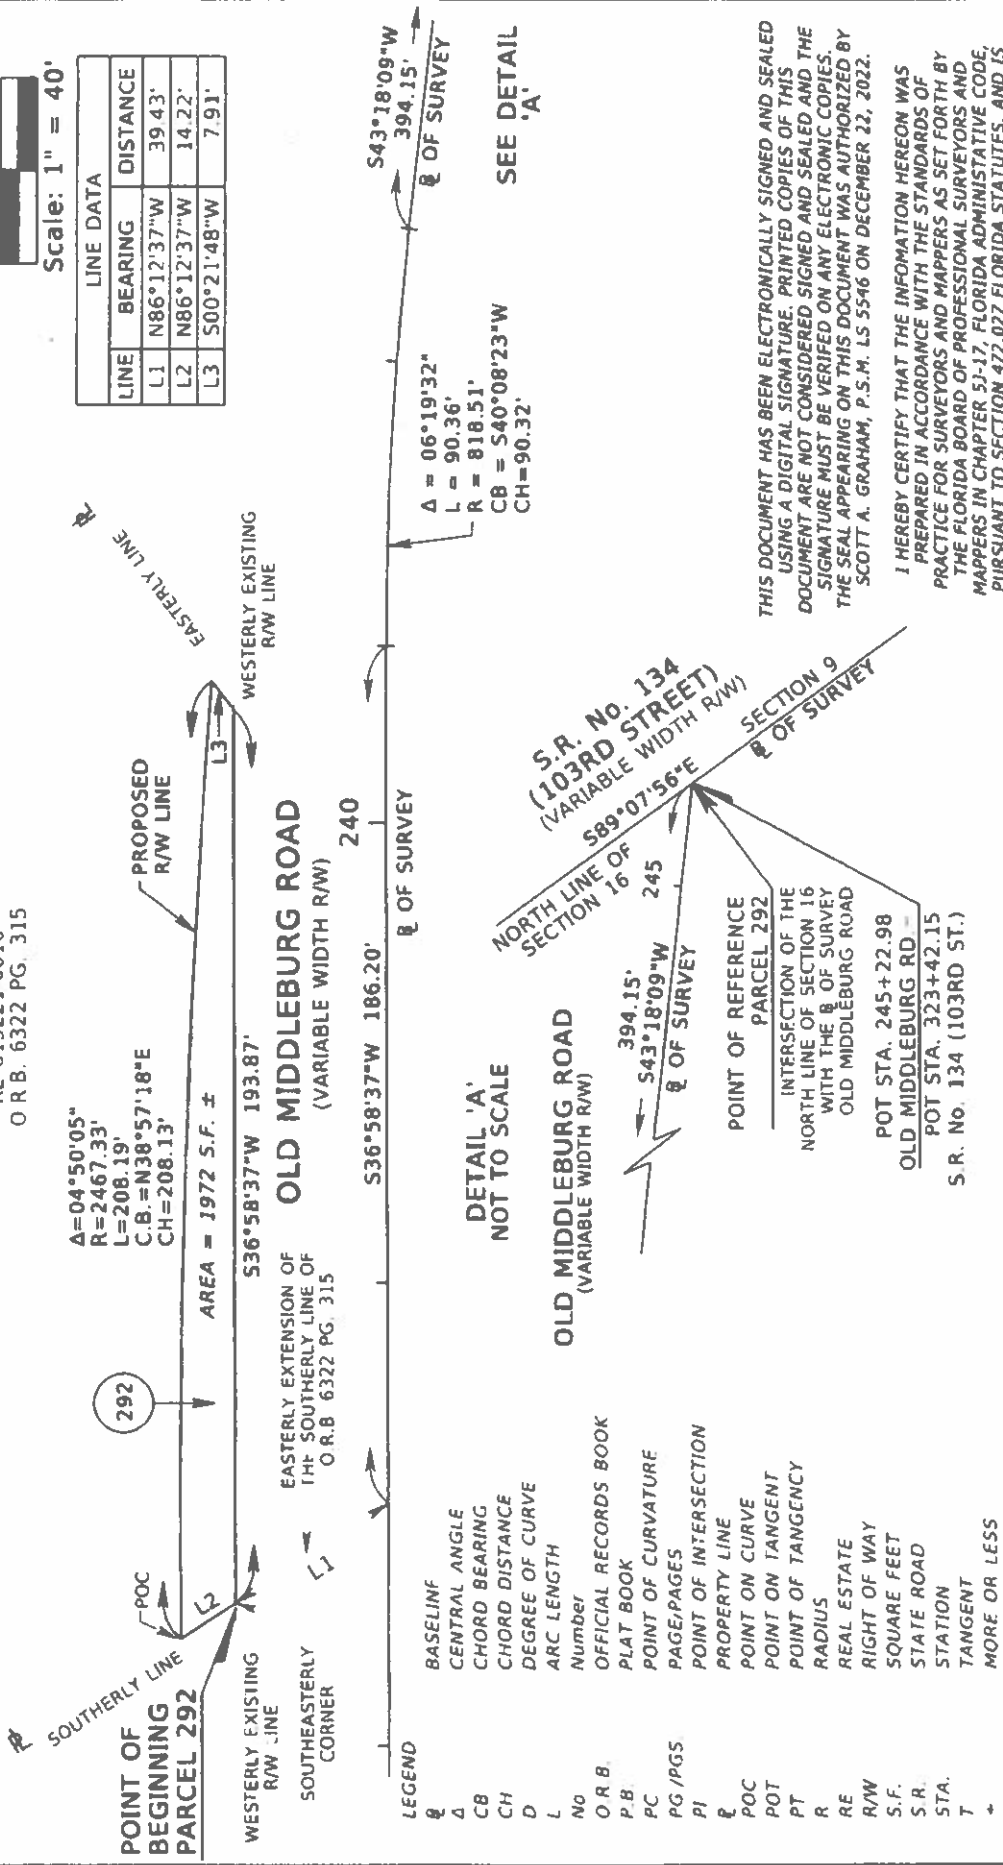 Scale: 1" = 40'
LINE DATA
LINE BEARING DISTANCE
L1 N86°12'37"W 39.43'
L2 N86°12'37"W 14.22'
L3 S00°21'48"W 7.91'
O R B. 6322 PG. 315
Δ=04°50'05"
R=2467.33'
L=208.19'
C.B.=N38°57'18"E
CH=208.13'
PROPOSED
R/W LINE
EASTERLY LINE
292
AREA = 1972 S.F. ±
POC
L2
L3
SOUTHERLY LINE
POINT OF
BEGINNING
PARCEL 292
S36°58'37"W 193.87'
WESTERLY EXISTING
R/W LINE
WESTERLY EXISTING
R/W LINE
OLD MIDDLEBURG ROAD
(VARIABLE WIDTH R/W)
EASTERLY EXTENSION OF
THE SOUTHERLY LINE OF
O.R.B 6322 PG. 315
SOUTHEASTERLY
CORNER
L1
240
S36°58'37"W 186.20'
OF SURVEY
Δ = 06°19'32"
L = 90.36'
R = 818.51'
CB = S40°08'23"W
CH=90.32'
S43°18'09"W
394.15'
OF SURVEY
SEE DETAIL
'A'
LEGEND
BASELINE
Δ CENTRAL ANGLE
CB CHORD BEARING
CH CHORD DISTANCE
D DEGREE OF CURVE
L ARC LENGTH
No Number
O.R.B. OFFICIAL RECORDS BOOK
P.B. PLAT BOOK
PC POINT OF CURVATURE
PG /PGS. PAGE/PAGES
PI POINT OF INTERSECTION
PROPERTY LINE
POC POINT ON CURVE
POT POINT ON TANGENT
PT POINT OF TANGENCY
R RADIUS
RE REAL ESTATE
R/W RIGHT OF WAY
S.F. SQUARE FEET
S.R. STATE ROAD
STA. STATION
T TANGENT
MORE OR LESS
DETAIL 'A'
NOT TO SCALE
OLD MIDDLEBURG ROAD
(VARIABLE WIDTH R/W)
394.15'
S43°18'09"W
OF SURVEY
245
NORTH LINE OF
SECTION 16
S89°07'56"E
S.R. No. 134
(103RD STREET)
(VARIABLE WIDTH R/W)
SECTION 9
OF SURVEY
POINT OF REFERENCE
PARCEL 292
INTERSECTION OF THE
NORTH LINE OF SECTION 16
WITH THE OF SURVEY
OLD MIDDLEBURG ROAD
POT STA. 245+22.98
OLD MIDDLEBURG RD. =
POT STA. 323+42.15
S.R. No. 134 (103RD ST.)
THIS DOCUMENT HAS BEEN ELECTRONICALLY SIGNED AND SEALED
USING A DIGITAL SIGNATURE. PRINTED COPIES OF THIS
DOCUMENT ARE NOT CONSIDERED SIGNED AND SEALED AND THE
SIGNATURE MUST BE VERIFED ON ANY ELECTRONIC COPIES.
THE SEAL APPEARING ON THIS DOCUMENT WAS AUTHORIZED BY
SCOTT A. GRAHAM, P.S.M. LS 5546 ON DECEMBER 22, 2022.
I HEREBY CERTIFY THAT THE INFOMATION HEREON WAS
PREPARED IN ACCORDANCE WITH THE STANDARDS OF
PRACTICE FOR SURVEYORS AND MAPPERS AS SET FORTH BY
THE FLORIDA BOARD OF PROFESSIONAL SURVEYORS AND
MAPPERS IN CHAPTER 5J-17, FLORIDA ADMINISTATIVE CODE,
PURSUANT TO SECTION 472.027 FLORIDA STATUTES, AND IS